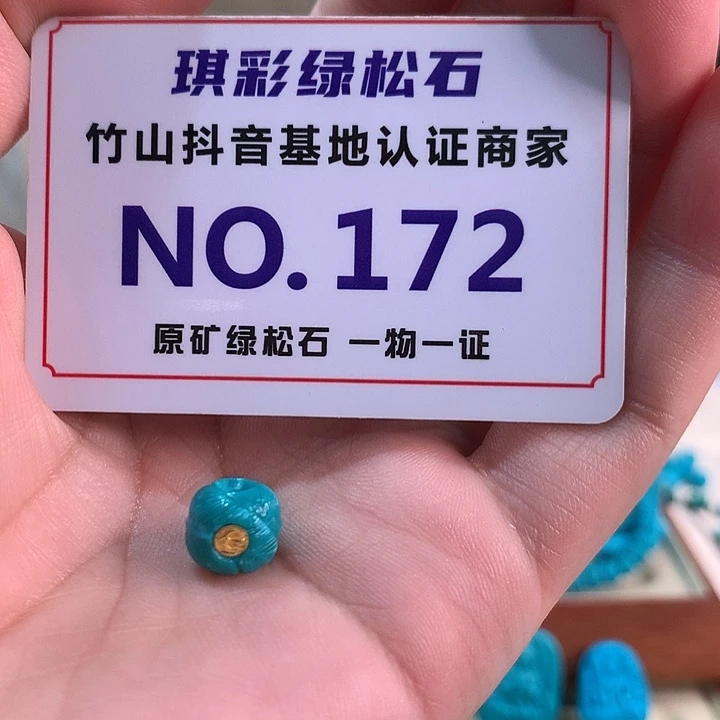 琪彩绿松石
竹山抖音基地认证商家
NO.172
原矿绿松石 一物一证